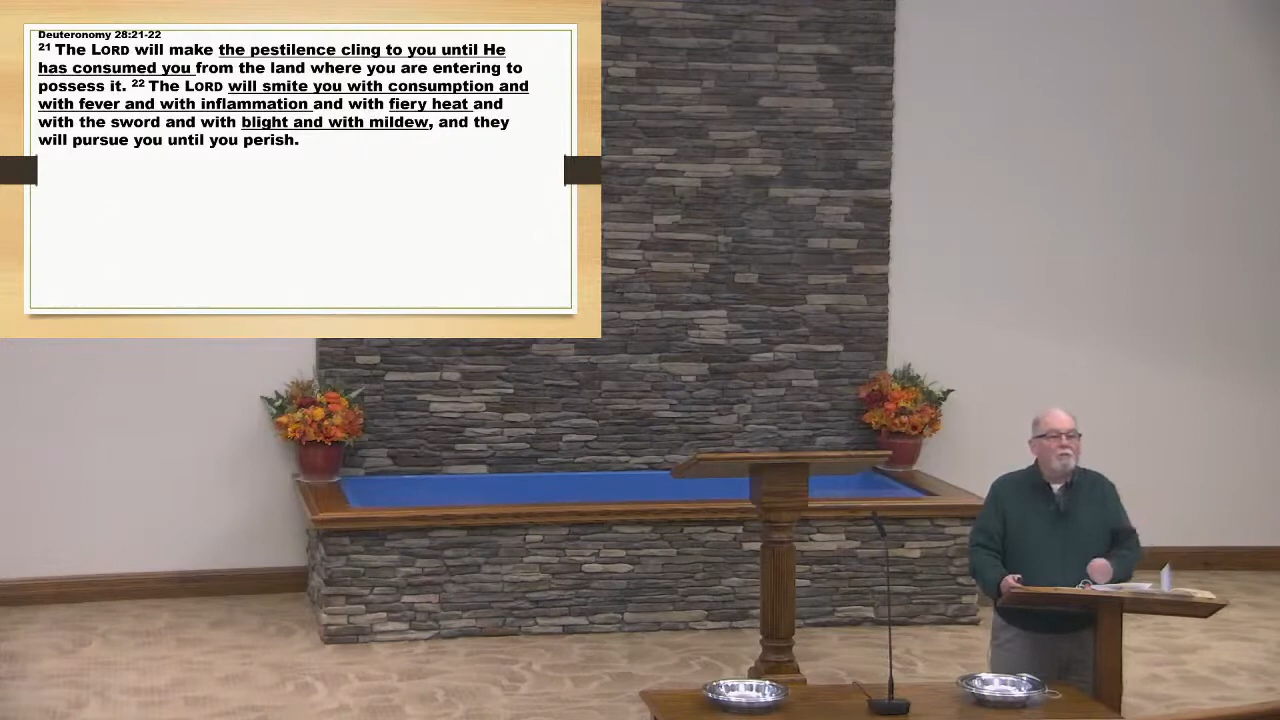 Deuteronomy 28:21-22
21 The LORD will make the pestilence cling to you until He
has consumed you from the land where you are entering to
possess it. 22 The LORD will smite you with consumption and
with fever and with inflammation and with fiery heat and
with the sword and with blight and with mildew, and they
will pursue you until you perish.